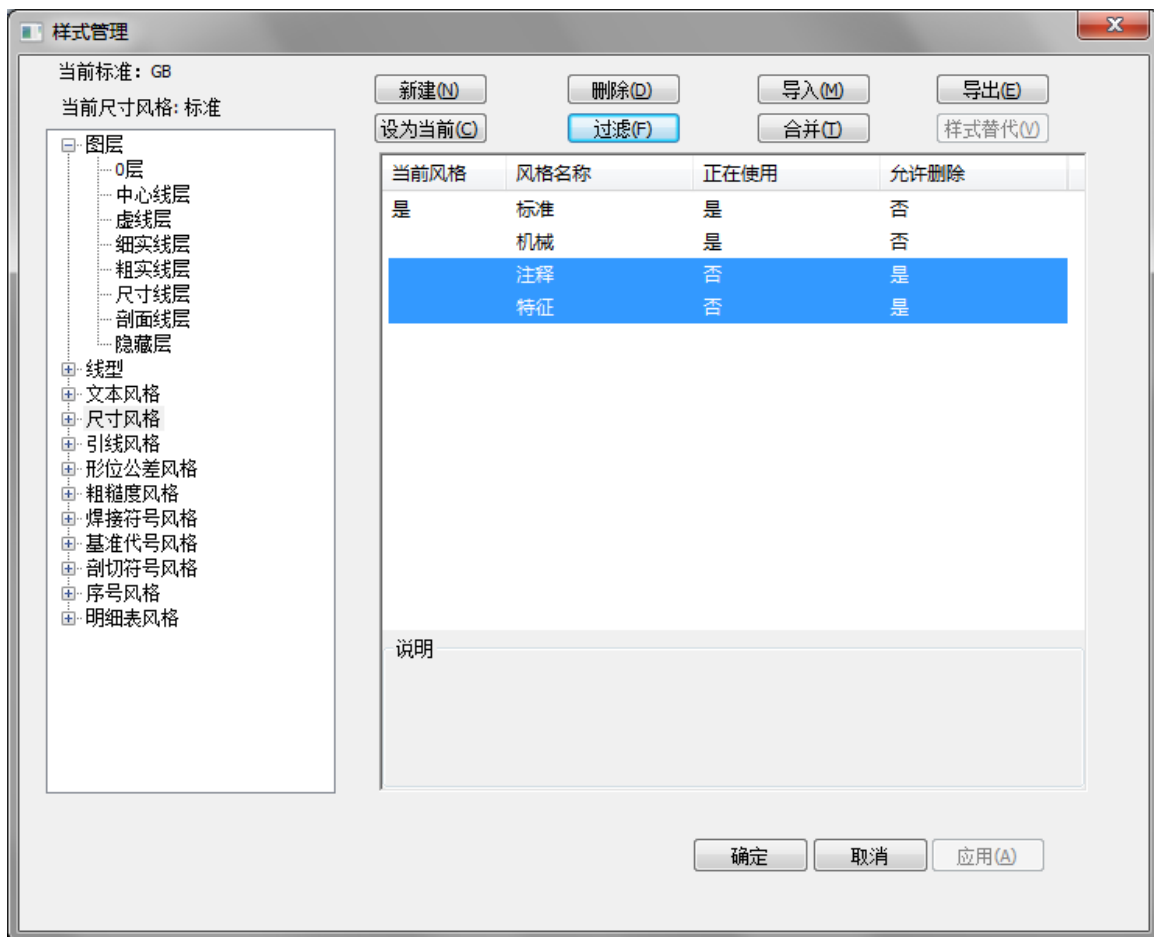 样式管理
当前标准: GB
当前尺寸风格: 标准
新建(N) 删除(D) 导入(M) 导出(E)
设为当前(C) 过滤(F) 合并(T) 样式替代(V)
图层
0层
中心线层
虚线层
细实线层
粗实线层
尺寸线层
剖面线层
隐藏层
线型
文本风格
尺寸风格
引线风格
形位公差风格
粗糙度风格
焊接符号风格
基准代号风格
剖切符号风格
序号风格
明细表风格
当前风格 风格名称 正在使用 允许删除
是 标准 是 否
机械 是 否
注释 否 是
特征 否 是
说明
确定 取消 应用(A)